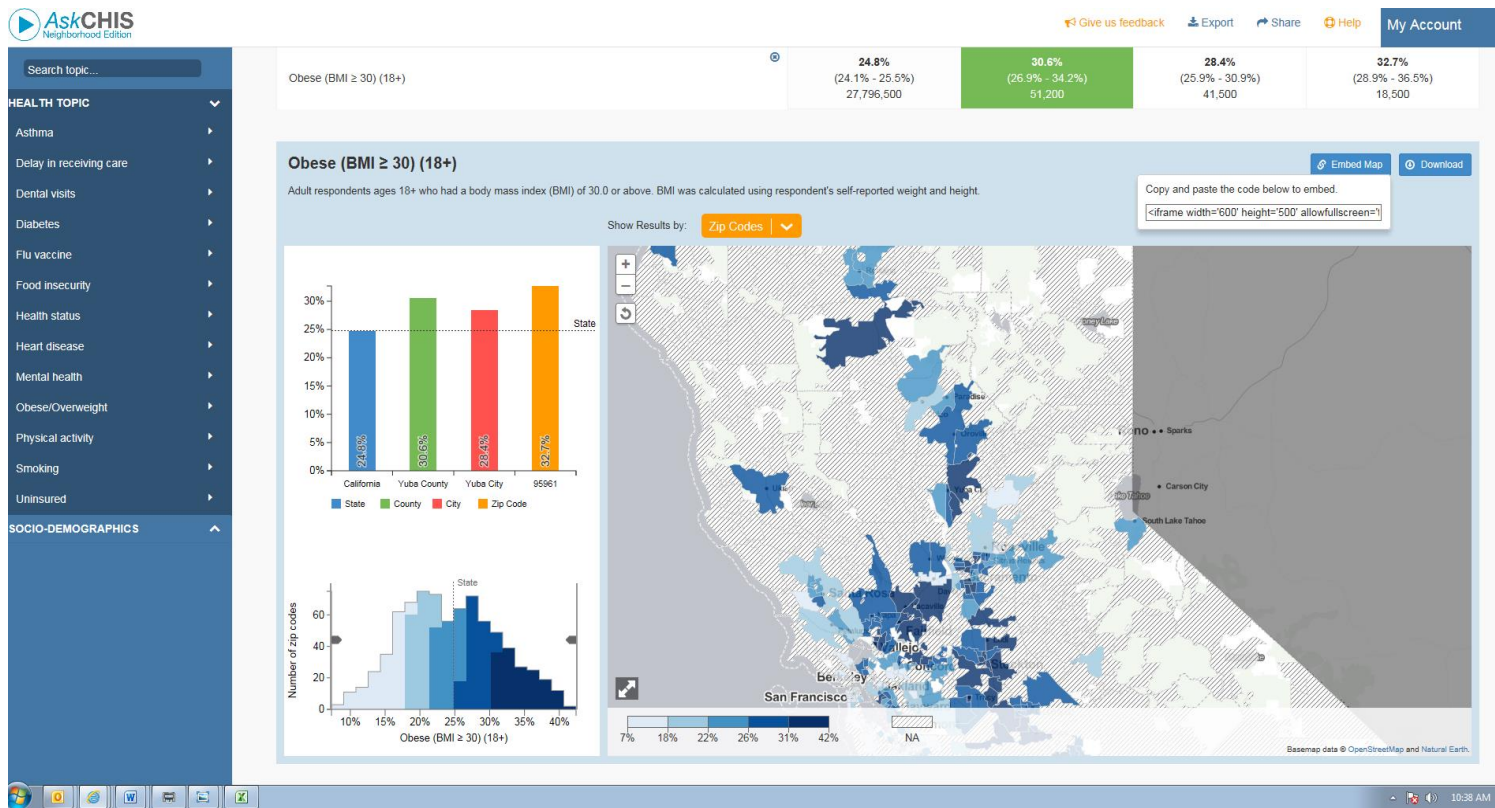 AskCHIS
Neighborhood Edition
Give us feedback
Export
Share
Help
My Account
Search topic...
HEALTH TOPIC
Asthma
Delay in receiving care
Dental visits
Diabetes
Flu vaccine
Food insecurity
Health status
Heart disease
Mental health
Obese/Overweight
Physical activity
Smoking
Uninsured
SOCIO-DEMOGRAPHICS
Obese (BMI ≥ 30) (18+)
24.8%
(24.1% - 25.5%)
27,796,500
30.6%
(26.9% - 34.2%)
51,200
28.4%
(25.9% - 30.9%)
41,500
32.7%
(28.9% - 36.5%)
18,500
Obese (BMI ≥ 30) (18+)
Embed Map
Download
Adult respondents ages 18+ who had a body mass index (BMI) of 30.0 or above. BMI was calculated using respondent's self-reported weight and height.
Copy and paste the code below to embed.
<iframe width='600' height='500' allowfullscreen='t
Show Results by:
Zip Codes
30%
25%
20%
15%
10%
5%
0%
State
24.8%
30.6%
28.4%
32.7%
California
Yuba County
Yuba City
95961
State
County
City
Zip Code
Number of zip codes
60
40
20
0
State
10%
15%
20%
25%
30%
35%
40%
Obese (BMI ≥ 30) (18+)
+
−
Paradise
Sparks
Carson City
South Lake Tahoe
Santa Rosa
Vacaville
Vallejo
Berkeley
Oakland
San Francisco
Tracy
7%
18%
22%
26%
31%
42%
NA
Basemap data © OpenStreetMap and Natural Earth.
10:38 AM